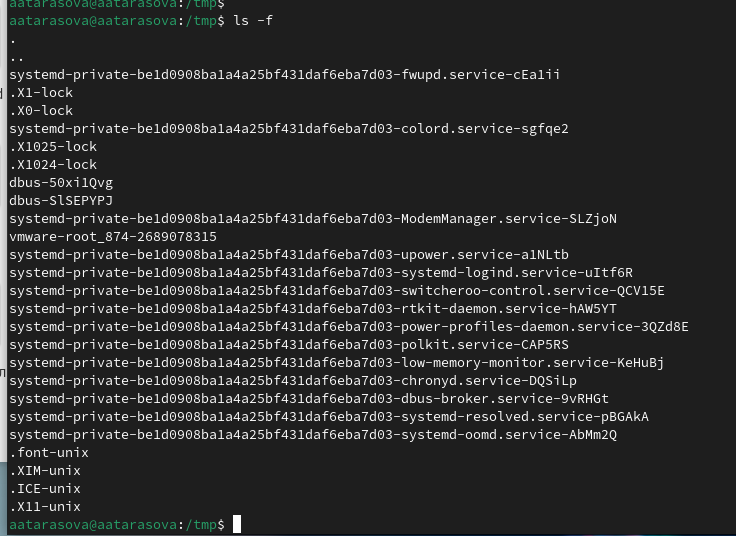 aatarasova@aatarasova:/tmp$
aatarasova@aatarasova:/tmp$ ls -f
.
..
systemd-private-be1d0908ba1a4a25bf431daf6eba7d03-fwupd.service-cEa1ii
.X1-lock
.X0-lock
systemd-private-be1d0908ba1a4a25bf431daf6eba7d03-colord.service-sgfqe2
.X1025-lock
.X1024-lock
dbus-50xi1Qvg
dbus-SlSEPYPJ
systemd-private-be1d0908ba1a4a25bf431daf6eba7d03-ModemManager.service-SLZjoN
vmware-root_874-2689078315
systemd-private-be1d0908ba1a4a25bf431daf6eba7d03-upower.service-a1NLtb
systemd-private-be1d0908ba1a4a25bf431daf6eba7d03-systemd-logind.service-uItf6R
systemd-private-be1d0908ba1a4a25bf431daf6eba7d03-switcheroo-control.service-QCV15E
systemd-private-be1d0908ba1a4a25bf431daf6eba7d03-rtkit-daemon.service-hAW5YT
systemd-private-be1d0908ba1a4a25bf431daf6eba7d03-power-profiles-daemon.service-3QZd8E
systemd-private-be1d0908ba1a4a25bf431daf6eba7d03-polkit.service-CAP5RS
systemd-private-be1d0908ba1a4a25bf431daf6eba7d03-low-memory-monitor.service-KeHuBj
systemd-private-be1d0908ba1a4a25bf431daf6eba7d03-chronyd.service-DQSiLp
systemd-private-be1d0908ba1a4a25bf431daf6eba7d03-dbus-broker.service-9vRHGt
systemd-private-be1d0908ba1a4a25bf431daf6eba7d03-systemd-resolved.service-pBGAkA
systemd-private-be1d0908ba1a4a25bf431daf6eba7d03-systemd-oomd.service-AbMm2Q
.font-unix
.XIM-unix
.ICE-unix
.X11-unix
aatarasova@aatarasova:/tmp$